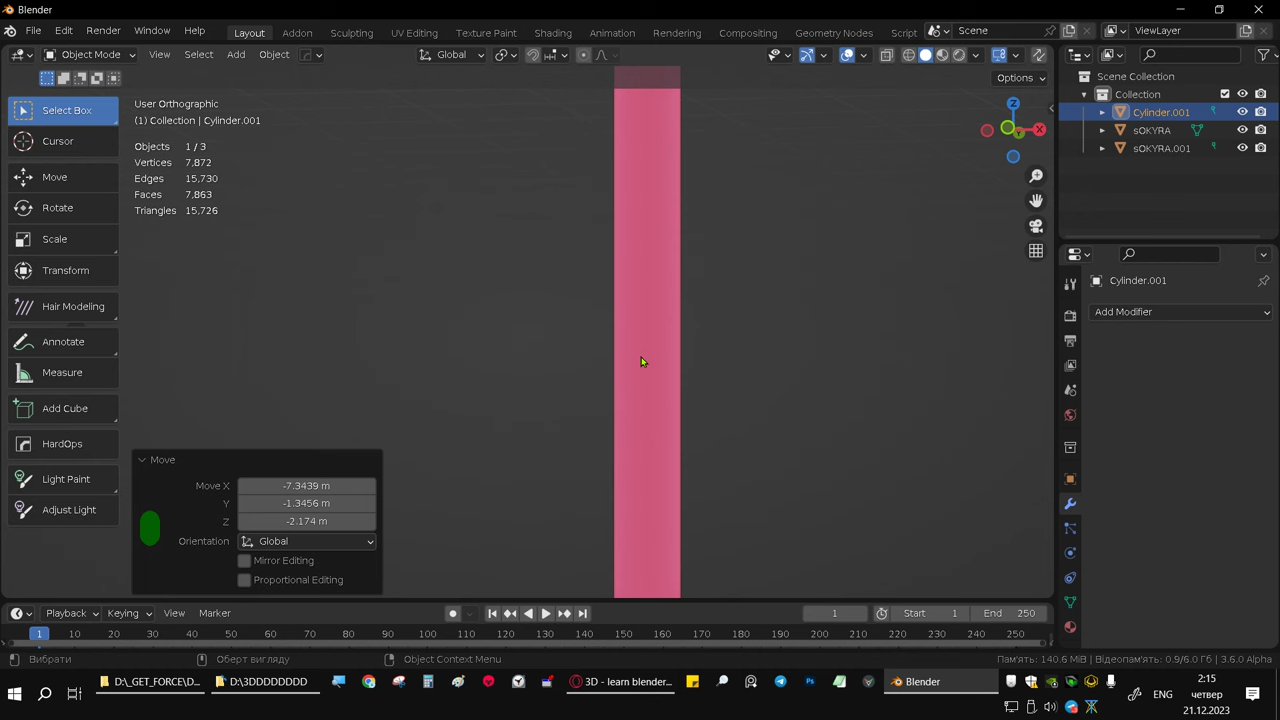 Blender
File Edit Render Window Help Layout Addon Sculpting UV Editing Texture Paint Shading Animation Rendering Compositing Geometry Nodes Script Scene ViewLayer
Object Mode View Select Add Object Global
Options
Select Box
Cursor
Move
Rotate
Scale
Transform
Hair Modeling
Annotate
Measure
Add Cube
HardOps
Light Paint
Adjust Light
User Orthographic
(1) Collection | Cylinder.001
Objects 1 / 3
Vertices 7,872
Edges 15,730
Faces 7,863
Triangles 15,726
Z
X
Y
Move
Move X -7.3439 m
Y -1.3456 m
Z -2.174 m
Orientation Global
Mirror Editing
Proportional Editing
Scene Collection
Collection
Cylinder.001
sOKYRA
sOKYRA.001
Cylinder.001
Add Modifier
Playback Keying View Marker 1 Start 1 End 250
1 10 20 30 40 50 60 70 80 90 100 110 120 130 140 150 160 170 180 190 200 210 220 230 240 250
Вибрати Оберт вигляду Object Context Menu Пам'ять: 140.6 МіБ | Відеопам'ять: 0.9/6.0 Гб | 3.6.0 Alpha
D:\_GET_FORCE\D... D:\3DDDDDDDD 3D - learn blender... Blender
ENG
2:15
четвер
21.12.2023